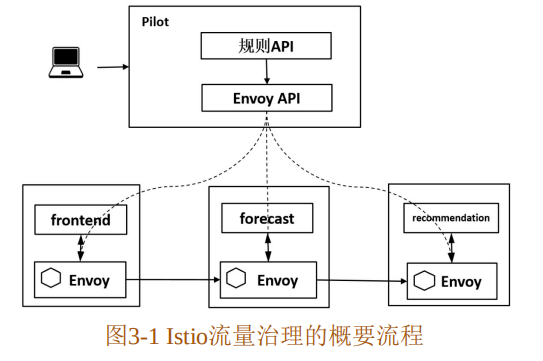 Pilot
规则API
Envoy API
frontend
forecast
recommendation
Envoy
Envoy
Envoy
图3-1 Istio流量治理的概要流程